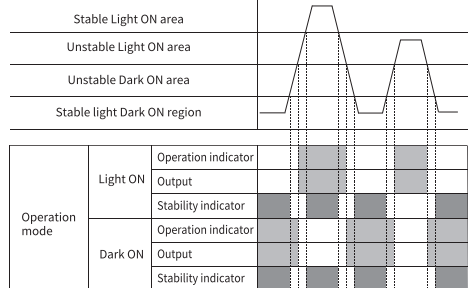 Stable Light ON area
Unstable Light ON area
Unstable Dark ON area
Stable light Dark ON region
Operation mode
Light ON
Operation indicator
Output
Stability indicator
Dark ON
Operation indicator
Output
Stability indicator